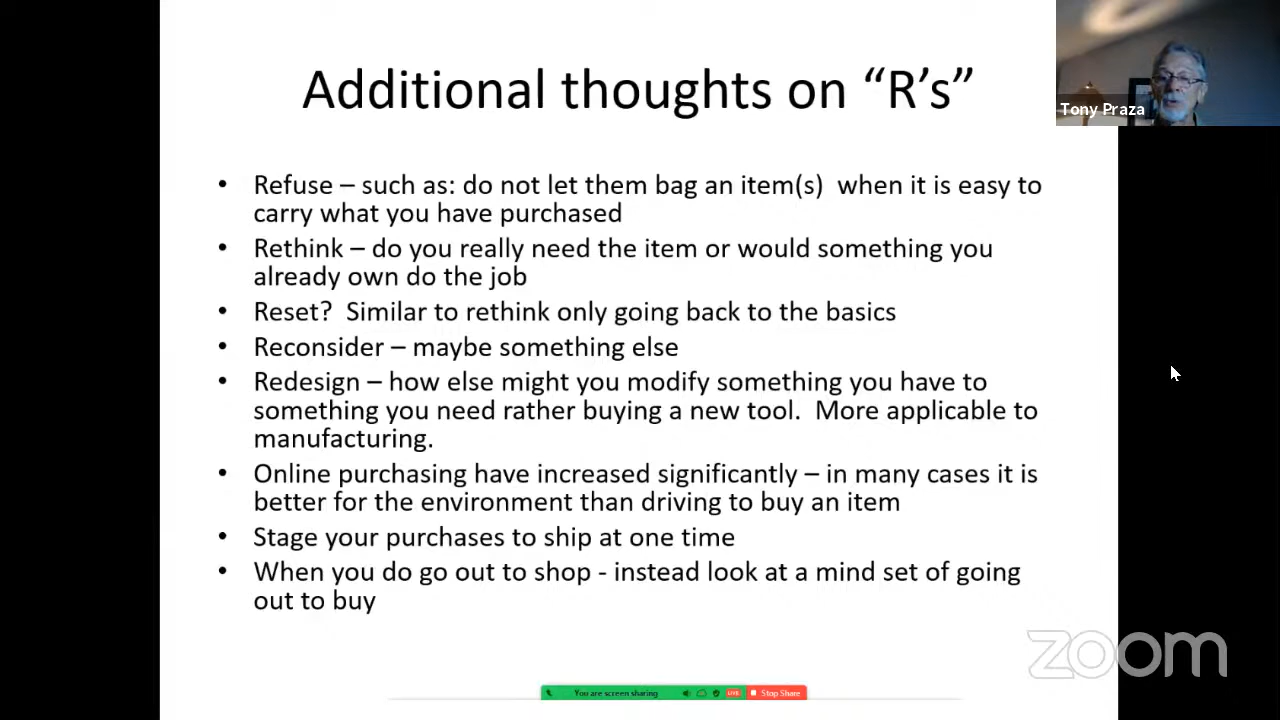 Additional thoughts on “R’s”
Tony Praza
• Refuse – such as: do not let them bag an item(s)  when it is easy to
carry what you have purchased
• Rethink – do you really need the item or would something you
already own do the job
• Reset?  Similar to rethink only going back to the basics
• Reconsider – maybe something else
• Redesign – how else might you modify something you have to
something you need rather buying a new tool.  More applicable to
manufacturing.
• Online purchasing have increased significantly – in many cases it is
better for the environment than driving to buy an item
• Stage your purchases to ship at one time
• When you do go out to shop - instead look at a mind set of going
out to buy
zoom
You are screen sharing
LIVE
Stop Share